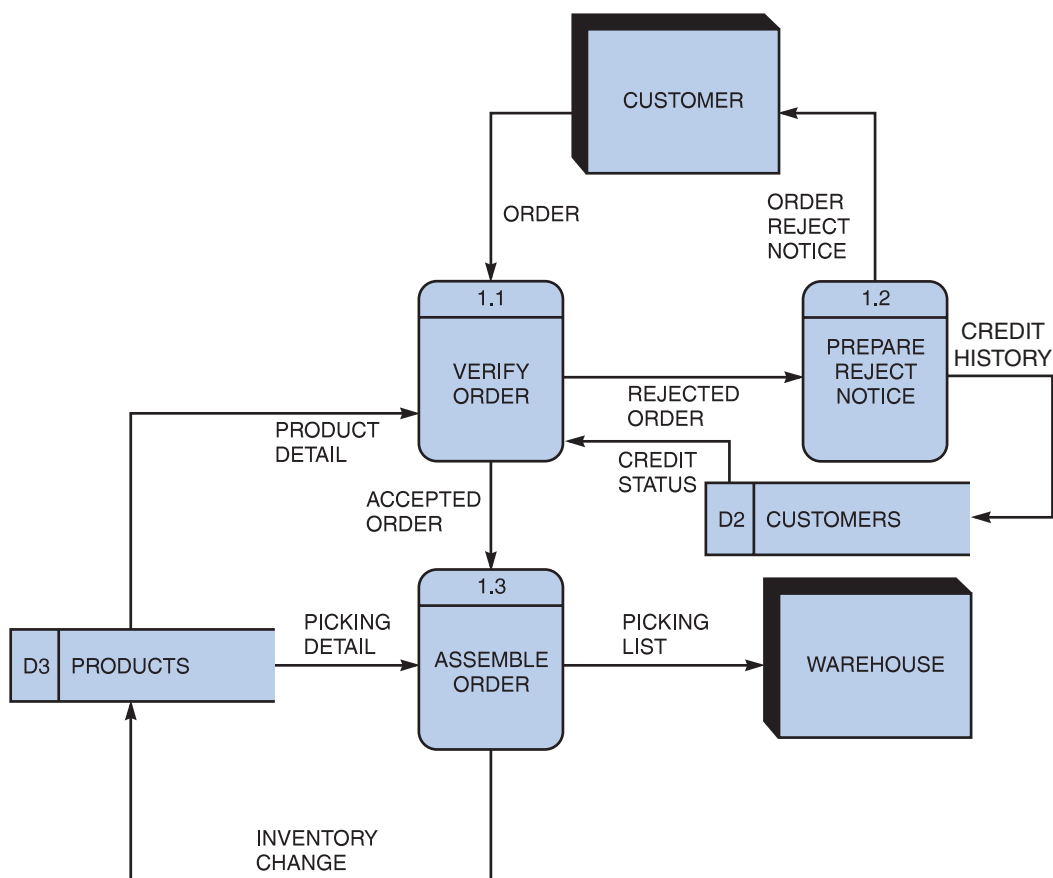 CUSTOMER
ORDER
ORDER
REJECT
NOTICE
1.1
VERIFY
ORDER
1.2
PREPARE
REJECT
NOTICE
CREDIT
HISTORY
REJECTED
ORDER
PRODUCT
DETAIL
CREDIT
STATUS
ACCEPTED
ORDER
D2 CUSTOMERS
1.3
ASSEMBLE
ORDER
D3 PRODUCTS
PICKING
DETAIL
PICKING
LIST
WAREHOUSE
INVENTORY
CHANGE